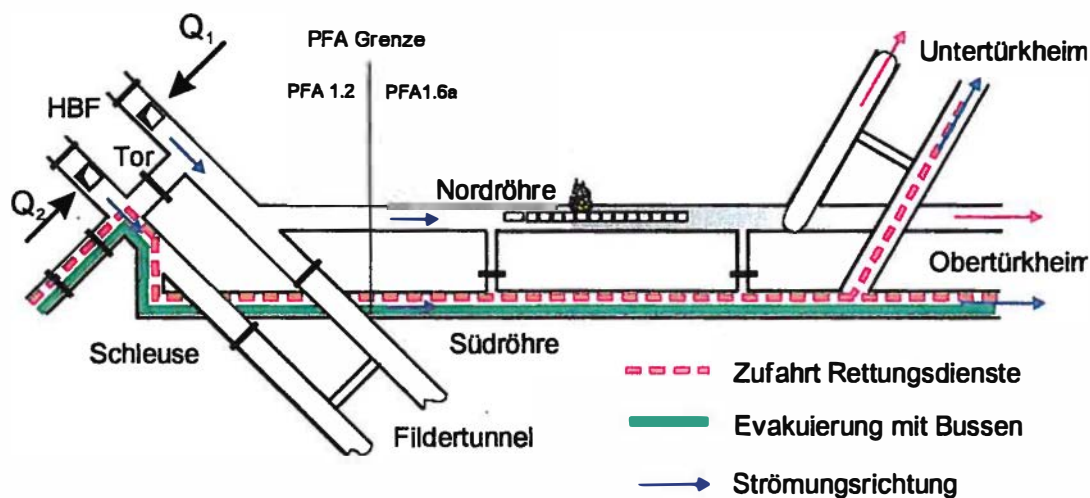 Q1
PFA Grenze
Untertürkheim
PFA 1.2
PFA1.6a
HBF
Tor
Nordröhre
Q2
Obertürkheim
Schleuse
Südröhre
Zufahrt Rettungsdienste
Evakuierung mit Bussen
Fildertunnel
Strömungsrichtung